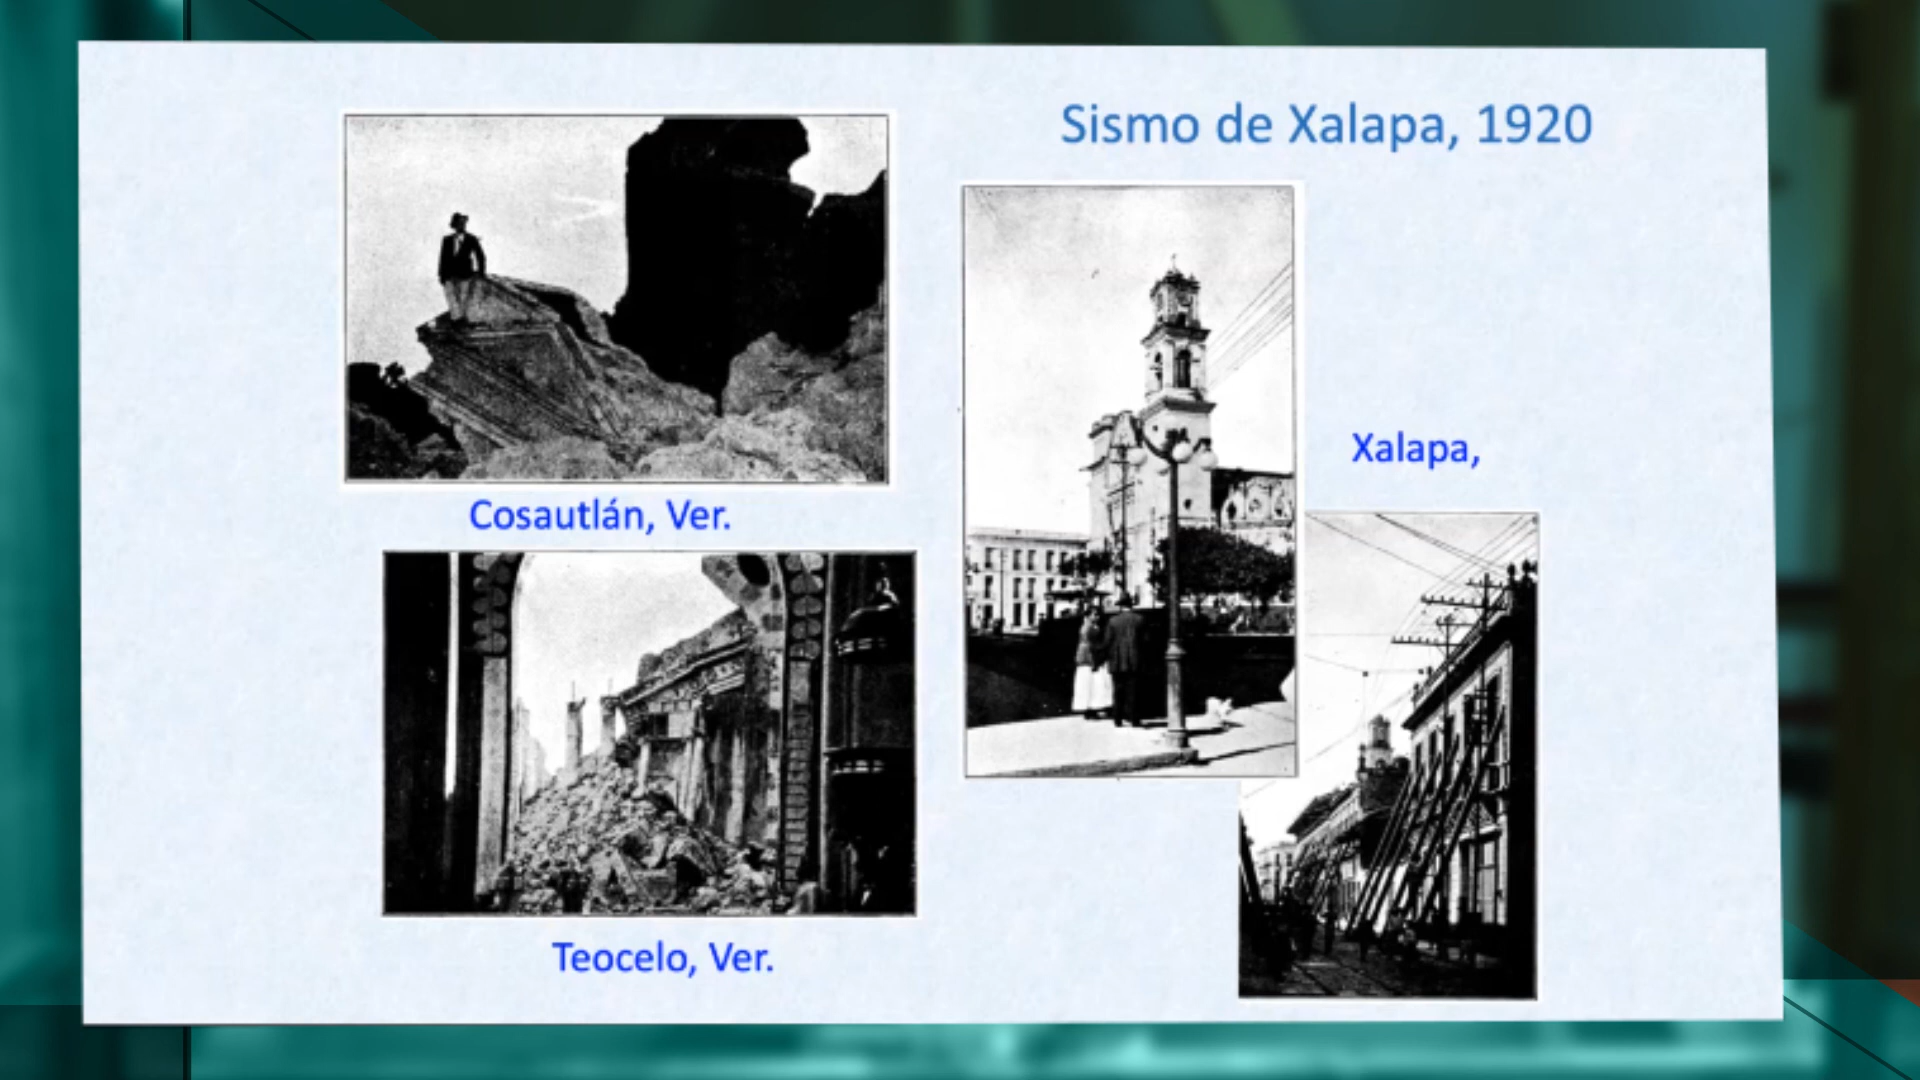 Sismo de Xalapa, 1920
Cosautlán, Ver.
Xalapa,
Teocelo, Ver.